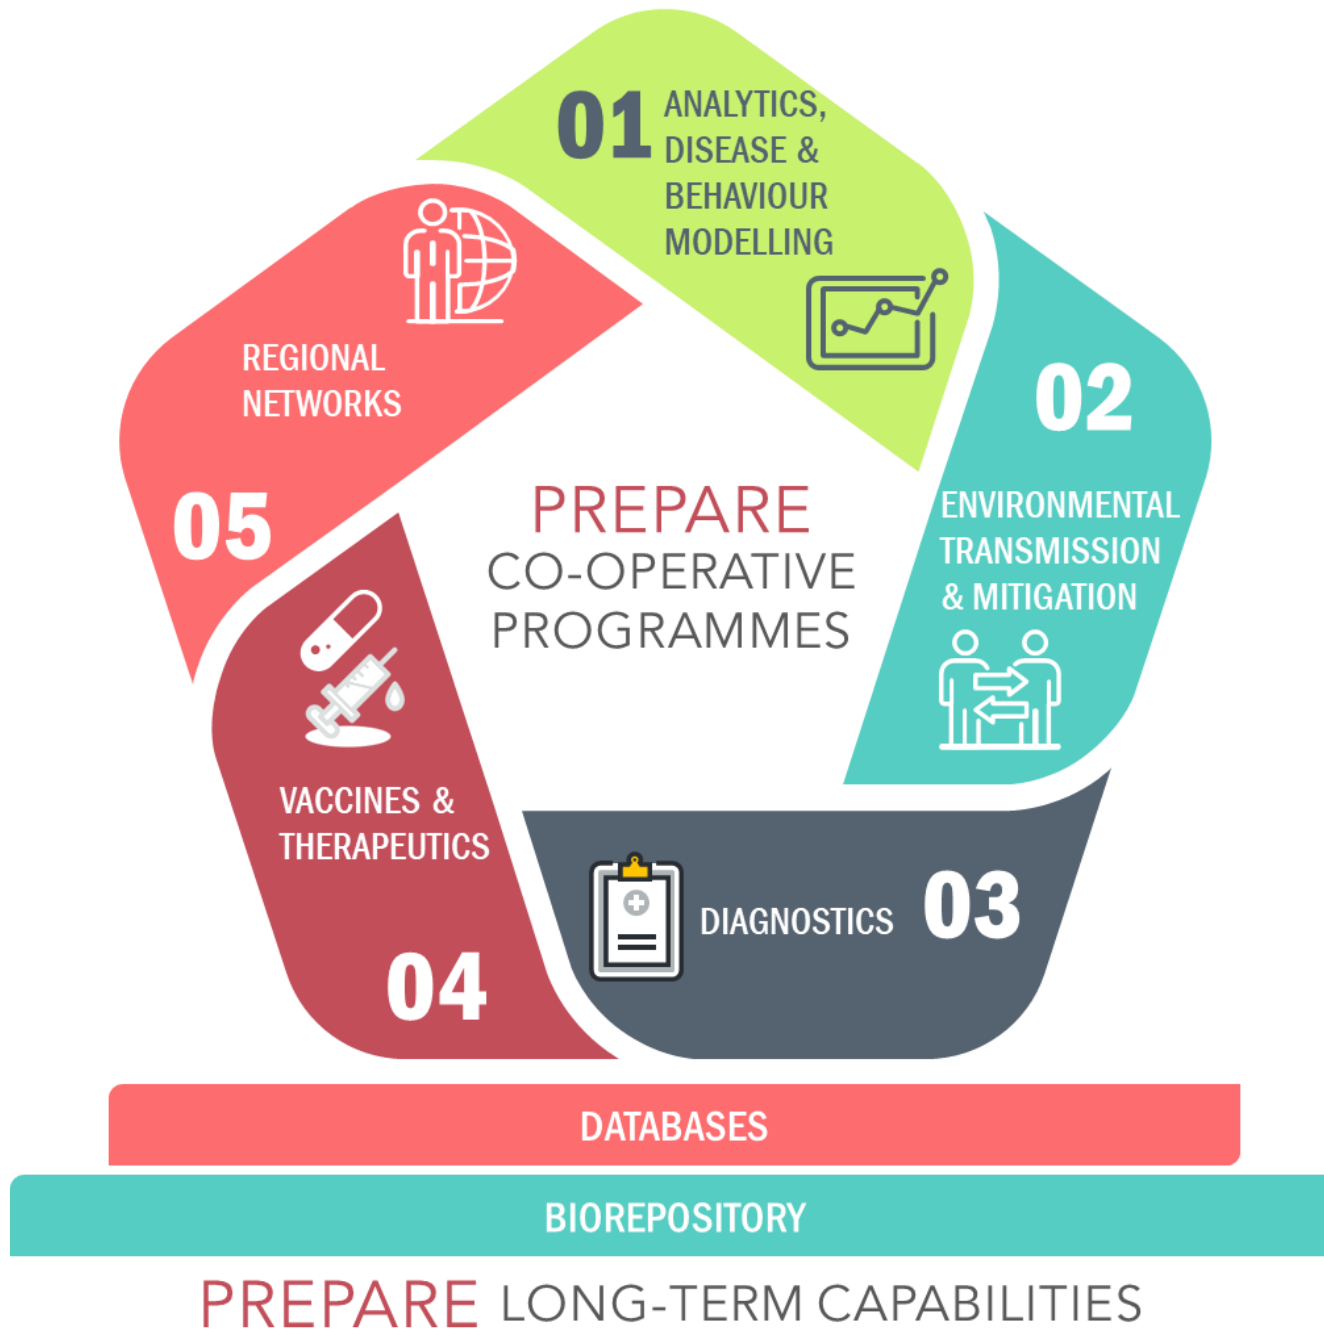 01
ANALYTICS,
DISEASE &
BEHAVIOUR
MODELLING
02
ENVIRONMENTAL
TRANSMISSION
& MITIGATION
03
DIAGNOSTICS
04
VACCINES &
THERAPEUTICS
05
REGIONAL
NETWORKS
PREPARE
CO-OPERATIVE
PROGRAMMES
DATABASES
BIOREPOSITORY
PREPARE LONG-TERM CAPABILITIES